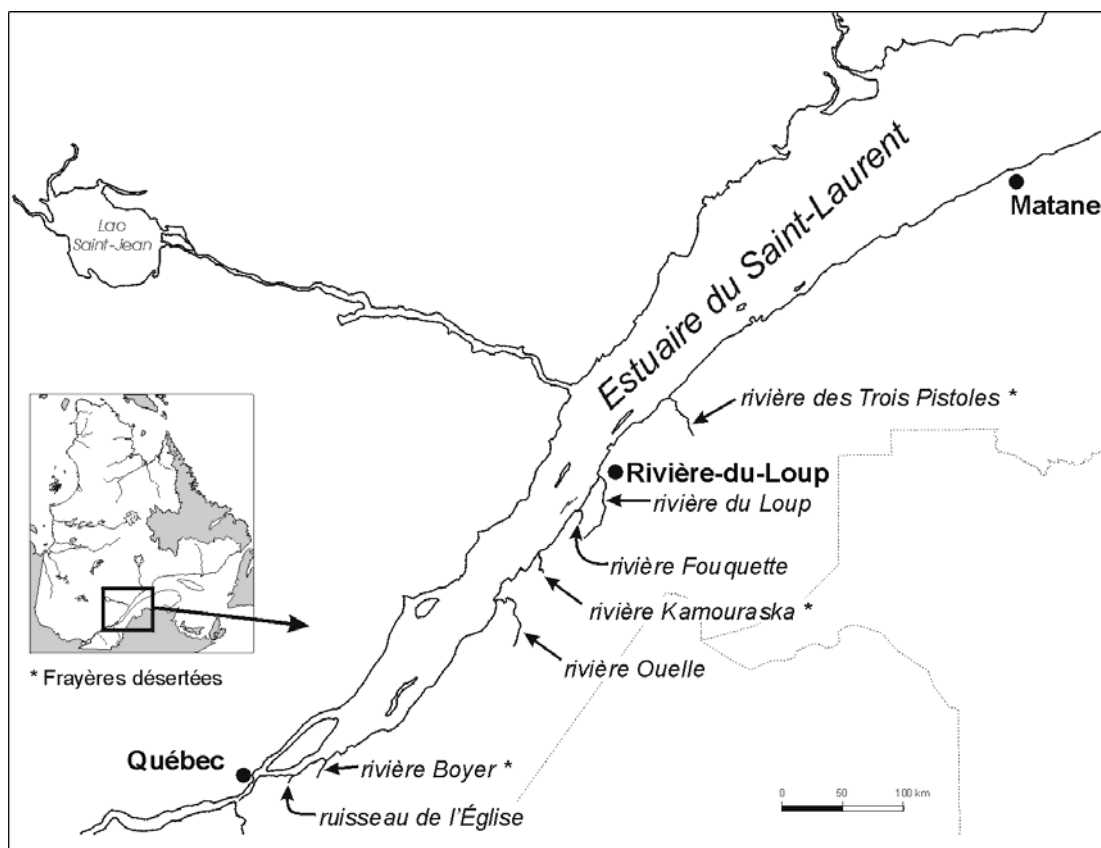 Lac
Saint-Jean
Estuaire du Saint-Laurent
Matane
rivière des Trois Pistoles *
Rivière-du-Loup
rivière du Loup
rivière Fouquette
rivière Kamouraska *
rivière Ouelle
* Frayères désertées
Québec
rivière Boyer *
ruisseau de l'Église
0 50 100 km